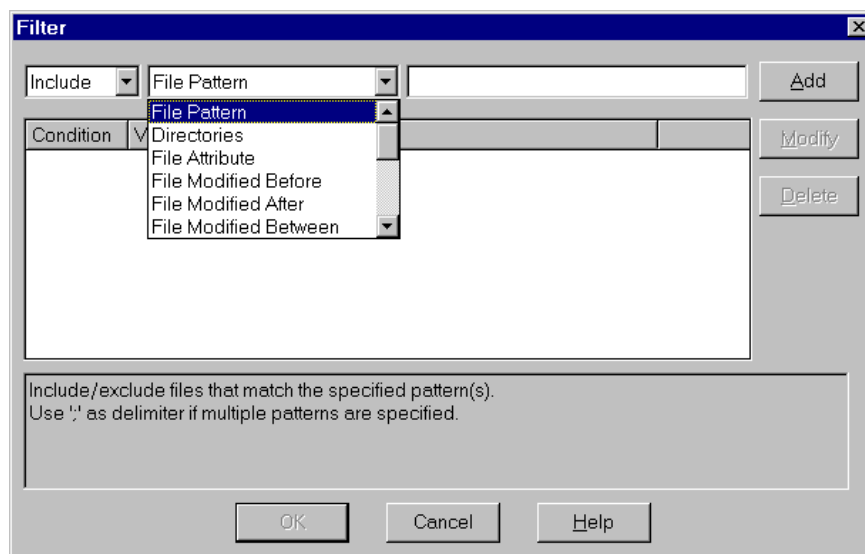 Filter
Include File Pattern Add
File Pattern
Condition V Directories Modify
File Attribute
File Modified Before Delete
File Modified After
File Modified Between
Include/exclude files that match the specified pattern(s).
Use ';' as delimiter if multiple patterns are specified.
OK Cancel Help